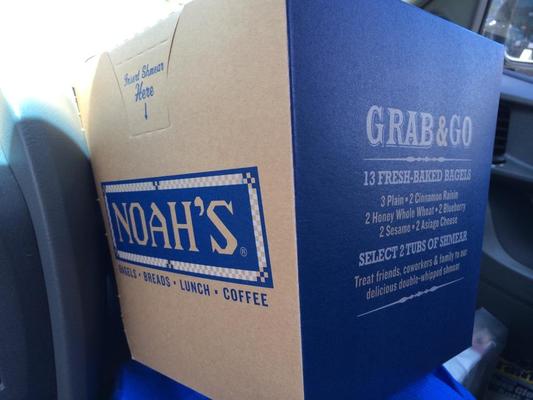 Insert Shmear
Here
NOAH'S
BAGELS • BREADS • LUNCH • COFFEE
GRAB&GO
13 FRESH-BAKED BAGELS
3 Plain • 2 Cinnamon Raisin
2 Honey Whole Wheat • 2 Blueberry
2 Sesame • 2 Asiago Cheese
SELECT 2 TUBS OF SHMEAR
Treat friends, coworkers & family to our
delicious double-whipped shmear